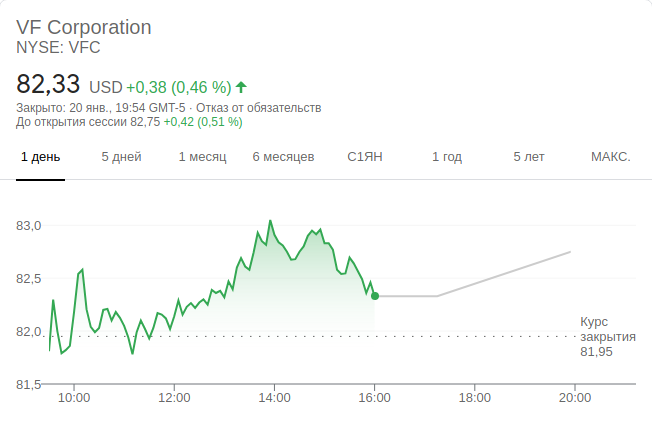 VF Corporation
NYSE: VFC
82,33 USD +0,38 (0,46 %)
Закрыто: 20 янв., 19:54 GMT-5 · Отказ от обязательств
До открытия сессии 82,75 +0,42 (0,51 %)
1 день 5 дней 1 месяц 6 месяцев С1ЯН 1 год 5 лет МАКС.
83,0
82,5
82,0
81,5
Курс
закрытия
81,95
10:00 12:00 14:00 16:00 18:00 20:00